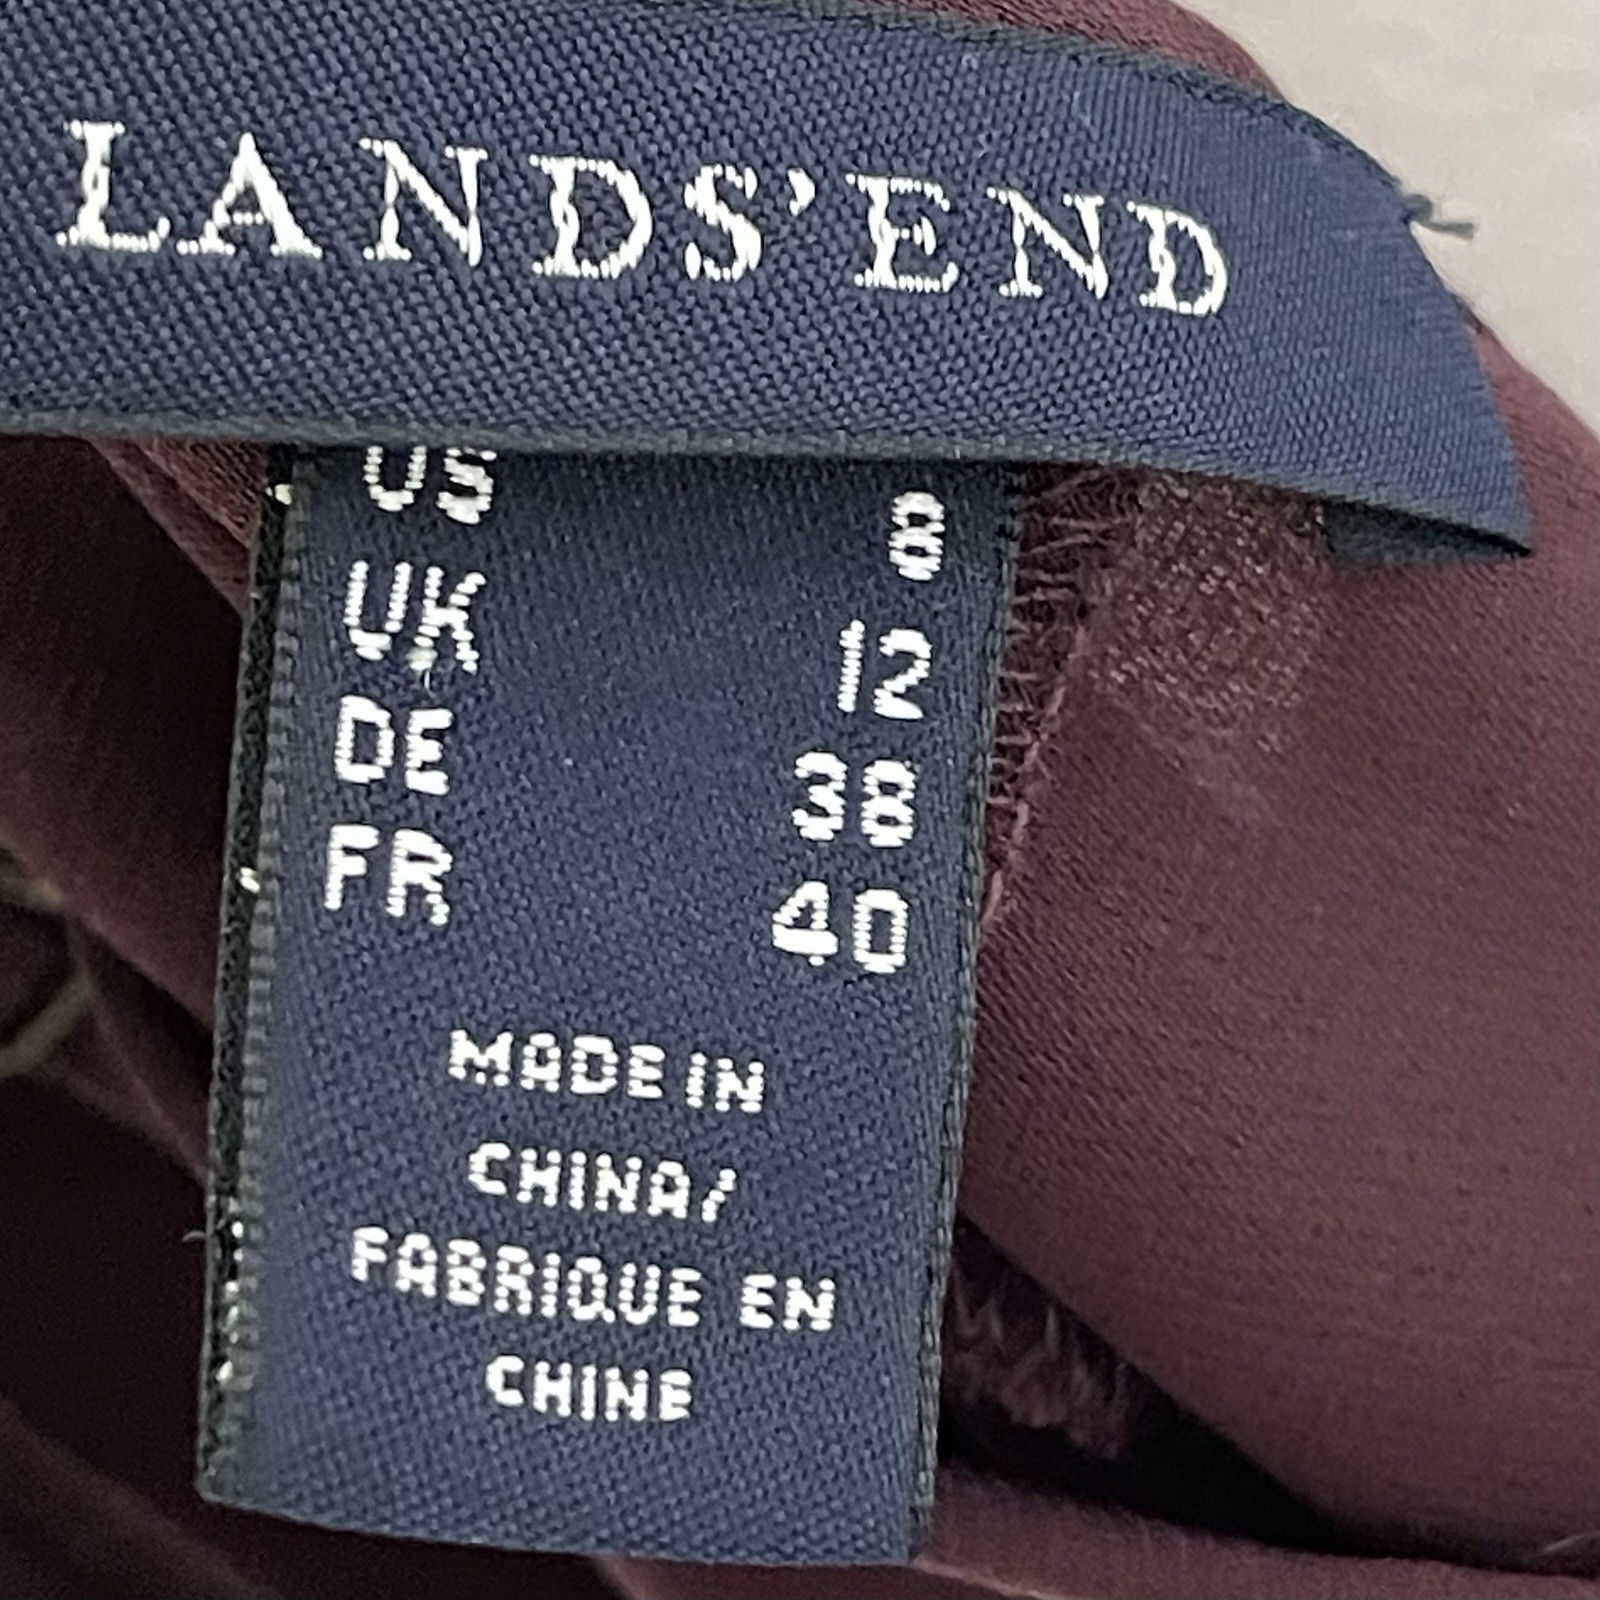 LANDS'END
US 8
UK 12
DE 38
FR 40
MADE IN
CHINA/
FABRIQUE EN
CHINE